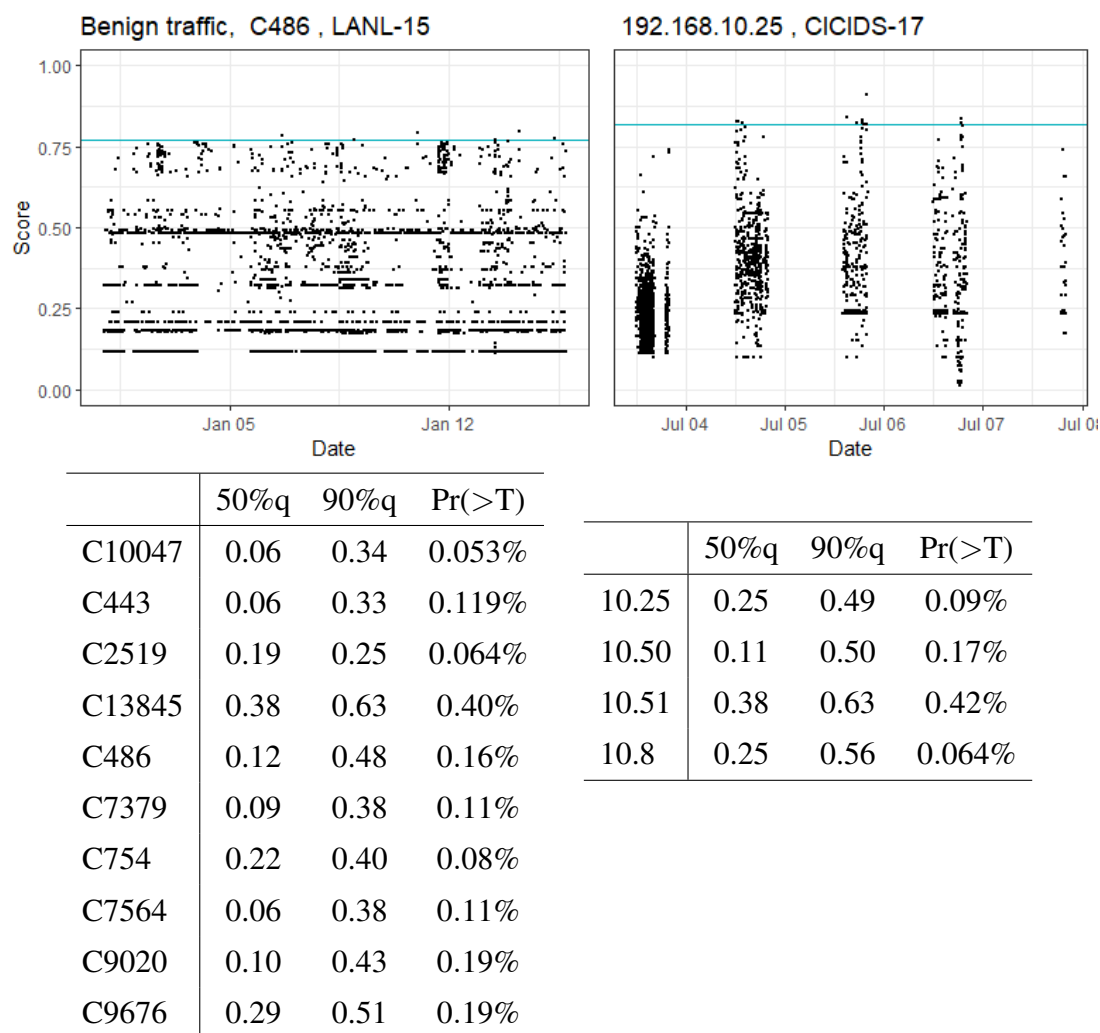 Benign traffic, C486 , LANL-15
192.168.10.25 , CICIDS-17
1.00
0.75
0.50
0.25
0.00
Score
Jan 05 Jan 12
Date
Jul 04 Jul 05 Jul 06 Jul 07 Jul 08
Date
50%q 90%q Pr(>T)
C10047 0.06 0.34 0.053%
C443 0.06 0.33 0.119%
C2519 0.19 0.25 0.064%
C13845 0.38 0.63 0.40%
C486 0.12 0.48 0.16%
C7379 0.09 0.38 0.11%
C754 0.22 0.40 0.08%
C7564 0.06 0.38 0.11%
C9020 0.10 0.43 0.19%
C9676 0.29 0.51 0.19%
50%q 90%q Pr(>T)
10.25 0.25 0.49 0.09%
10.50 0.11 0.50 0.17%
10.51 0.38 0.63 0.42%
10.8 0.25 0.56 0.064%